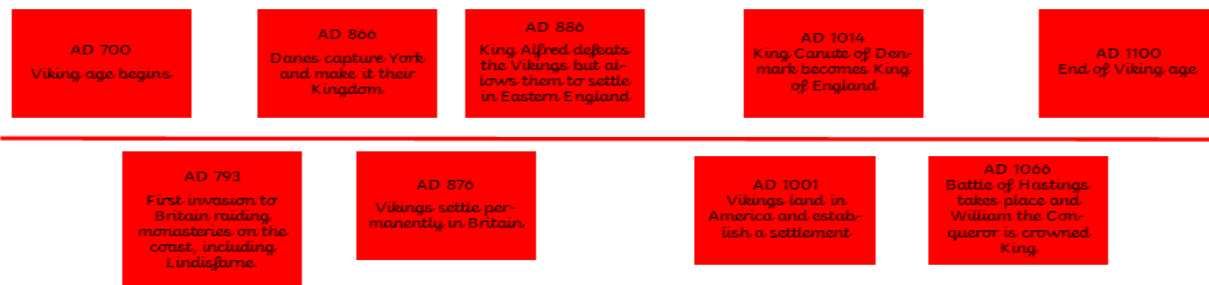 AD 700
Viking age begins
AD 793
First invasion to
Britain raiding
monasteries on the
coast, including
Lindisfarne.
AD 866
Danes capture York
and make it their
Kingdom
AD 876
Vikings settle per-
manently in Britain
AD 886
King Alfred defeats
the Vikings but al-
lows them to settle
in Eastern England
AD 1001
Vikings land in
America and estab-
lish a settlement
AD 1014
King Canute of Den-
mark becomes King
of England
AD 1066
Battle of Hastings
takes place and
William the Con-
queror is crowned
King
AD 1100
End of Viking age